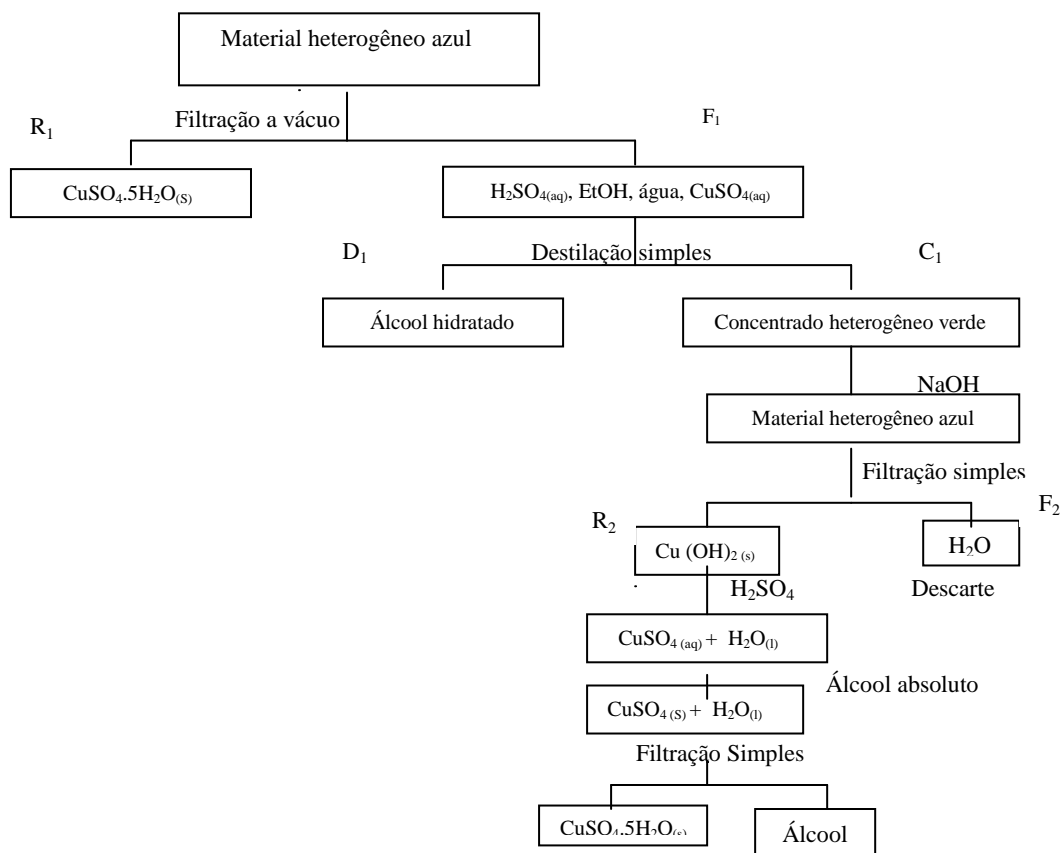 Material heterogêneo azul
R₁
Filtração a vácuo
F₁
CuSO₄.5H₂O₍S₎
H₂SO₄₍aq₎, EtOH, água, CuSO₄₍aq₎
D₁
Destilação simples
C₁
Álcool hidratado
Concentrado heterogêneo verde
NaOH
Material heterogêneo azul
Filtração simples
R₂
F₂
Cu (OH)₂ ₍s₎
H₂O
H₂SO₄
Descarte
CuSO₄ ₍aq₎ + H₂O₍l₎
Álcool absoluto
CuSO₄ ₍S₎ + H₂O₍l₎
Filtração Simples
CuSO₄.5H₂O₍s₎
Álcool